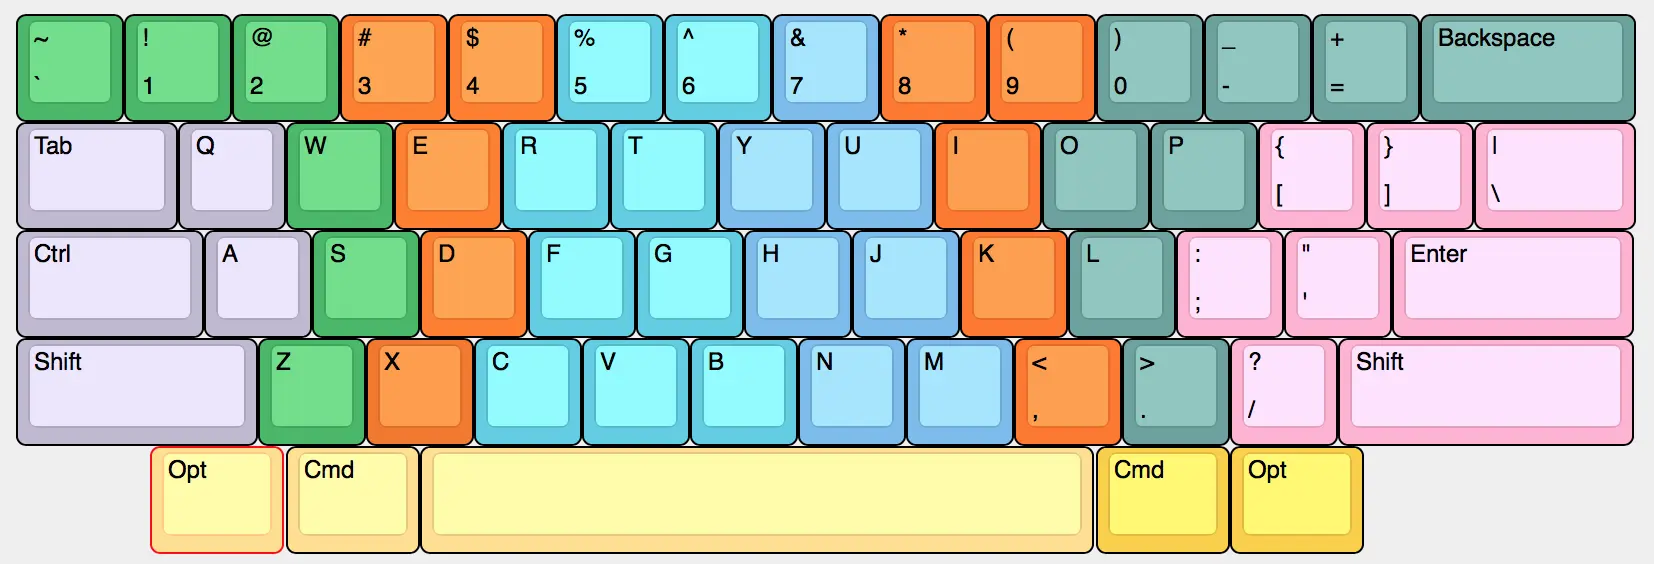 ~ ! @ # $ % ^ & * ( ) _ + Backspace
` 1 2 3 4 5 6 7 8 9 0 - =
Tab Q W E R T Y U I O P { } |
[ ] \
Ctrl A S D F G H J K L : " Enter
; '
Shift Z X C V B N M < > ? Shift
, . /
Opt Cmd Cmd Opt